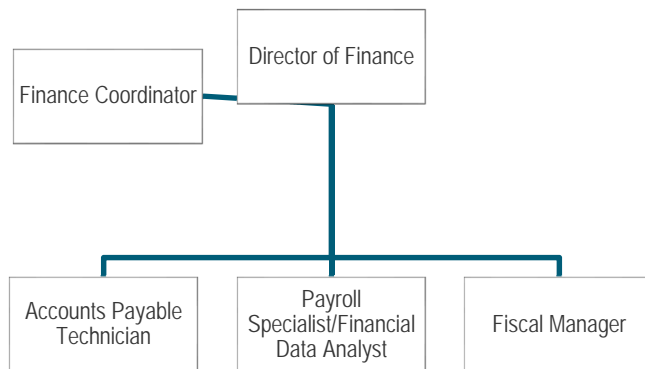 Director of Finance
Finance Coordinator
Accounts Payable
Technician
Payroll
Specialist/Financial
Data Analyst
Fiscal Manager